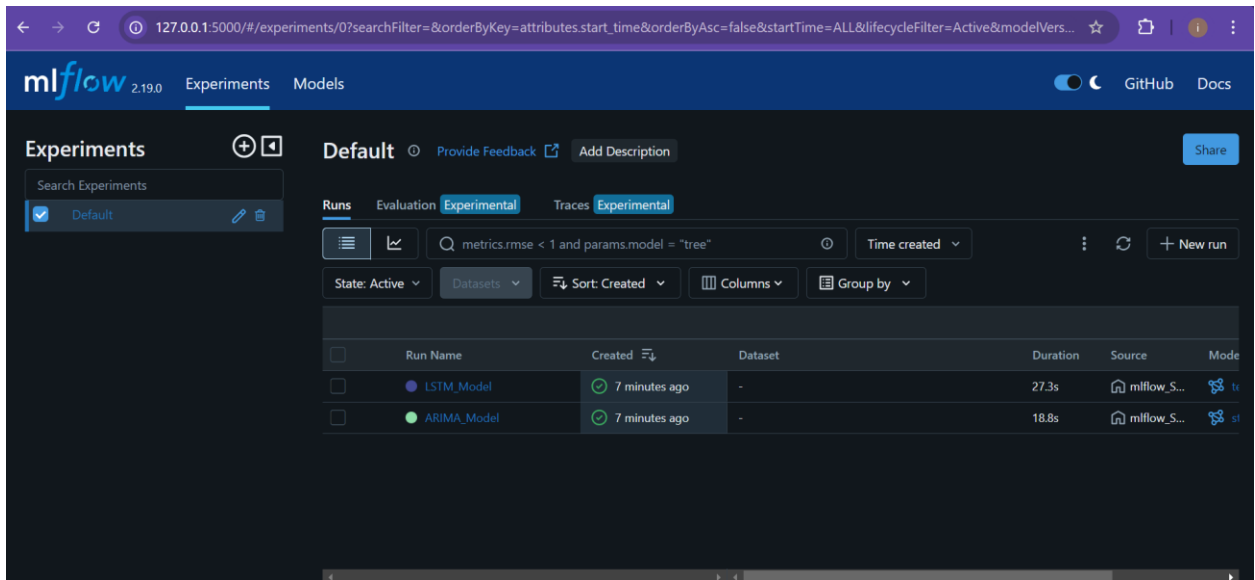 127.0.0.1:5000/#/experiments/0?searchFilter=&orderByKey=attributes.start_time&orderByAsc=false&startTime=ALL&lifecycleFilter=Active&modelVers...
i
mlflow 2.19.0 Experiments Models GitHub Docs
Experiments
Search Experiments
Default
Default Provide Feedback Add Description Share
Runs Evaluation Experimental Traces Experimental
metrics.rmse < 1 and params.model = "tree" Time created + New run
State: Active Datasets Sort: Created Columns Group by
Run Name Created Dataset Duration Source Mode
LSTM_Model 7 minutes ago - 27.3s mlflow_S... te
ARIMA_Model 7 minutes ago - 18.8s mlflow_S... st